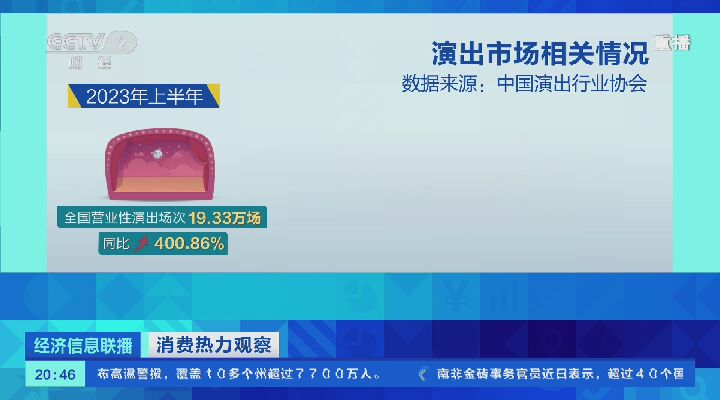 CCTV 2
财经
重播
演出市场相关情况
数据来源：中国演出行业协会
2023年上半年
全国营业性演出场次 19.33万场
同比 400.86%
经济信息联播 消费热力观察
20:46 布高温警报，覆盖10多个州超过7700万人。 南非金砖事务官员近日表示，超过40个国